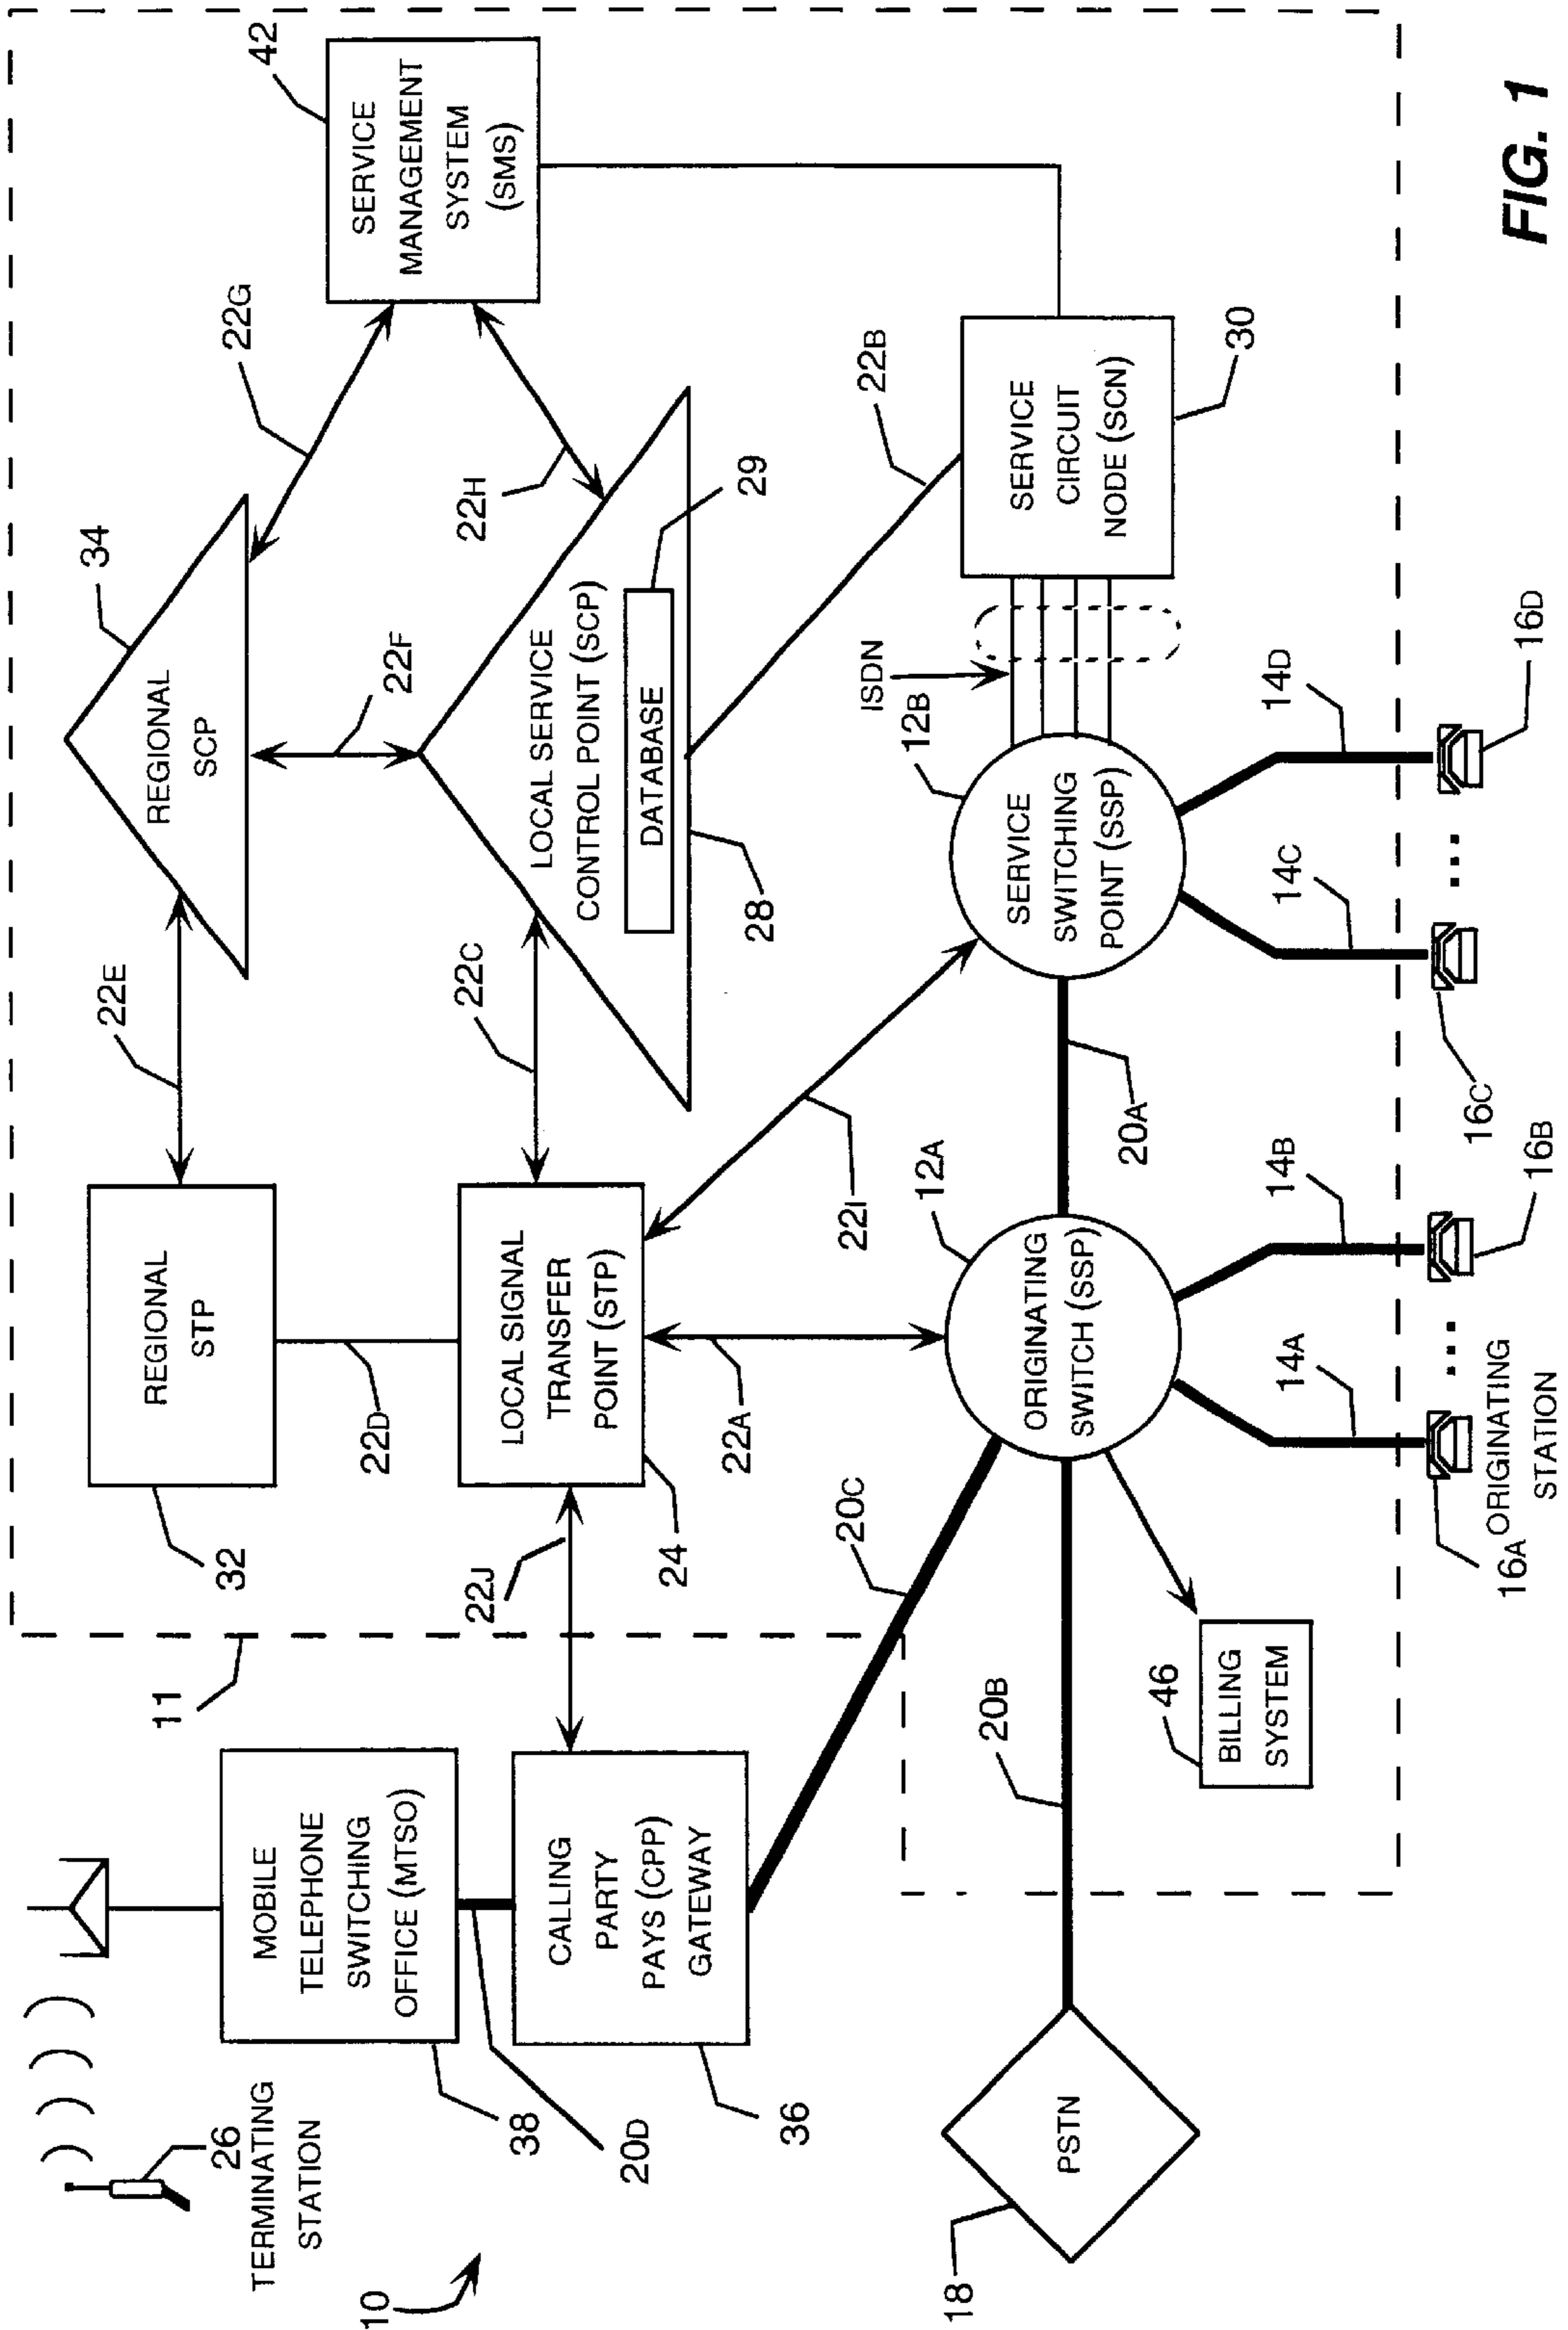 10
TERMINATING
STATION
26
11
MOBILE
TELEPHONE
SWITCHING
OFFICE (MTSO)
38
20D
CALLING
PARTY
PAYS (CPP)
GATEWAY
36
22J
REGIONAL
STP
32
22E
22D
REGIONAL
SCP
34
22G
22F
LOCAL SIGNAL
TRANSFER
POINT (STP)
24
22C
LOCAL SERVICE
CONTROL POINT (SCP)
DATABASE
29
28
22H
SERVICE
MANAGEMENT
SYSTEM
(SMS)
42
22A
22I
22B
20C
PSTN
18
20B
ORIGINATING
SWITCH (SSP)
12A
20A
SERVICE
SWITCHING
POINT (SSP)
12B
ISDN
SERVICE
CIRCUIT
NODE (SCN)
30
BILLING
SYSTEM
46
14A
14B
14C
14D
16A
ORIGINATING
STATION
...
16B
16C
...
16D
FIG. 1